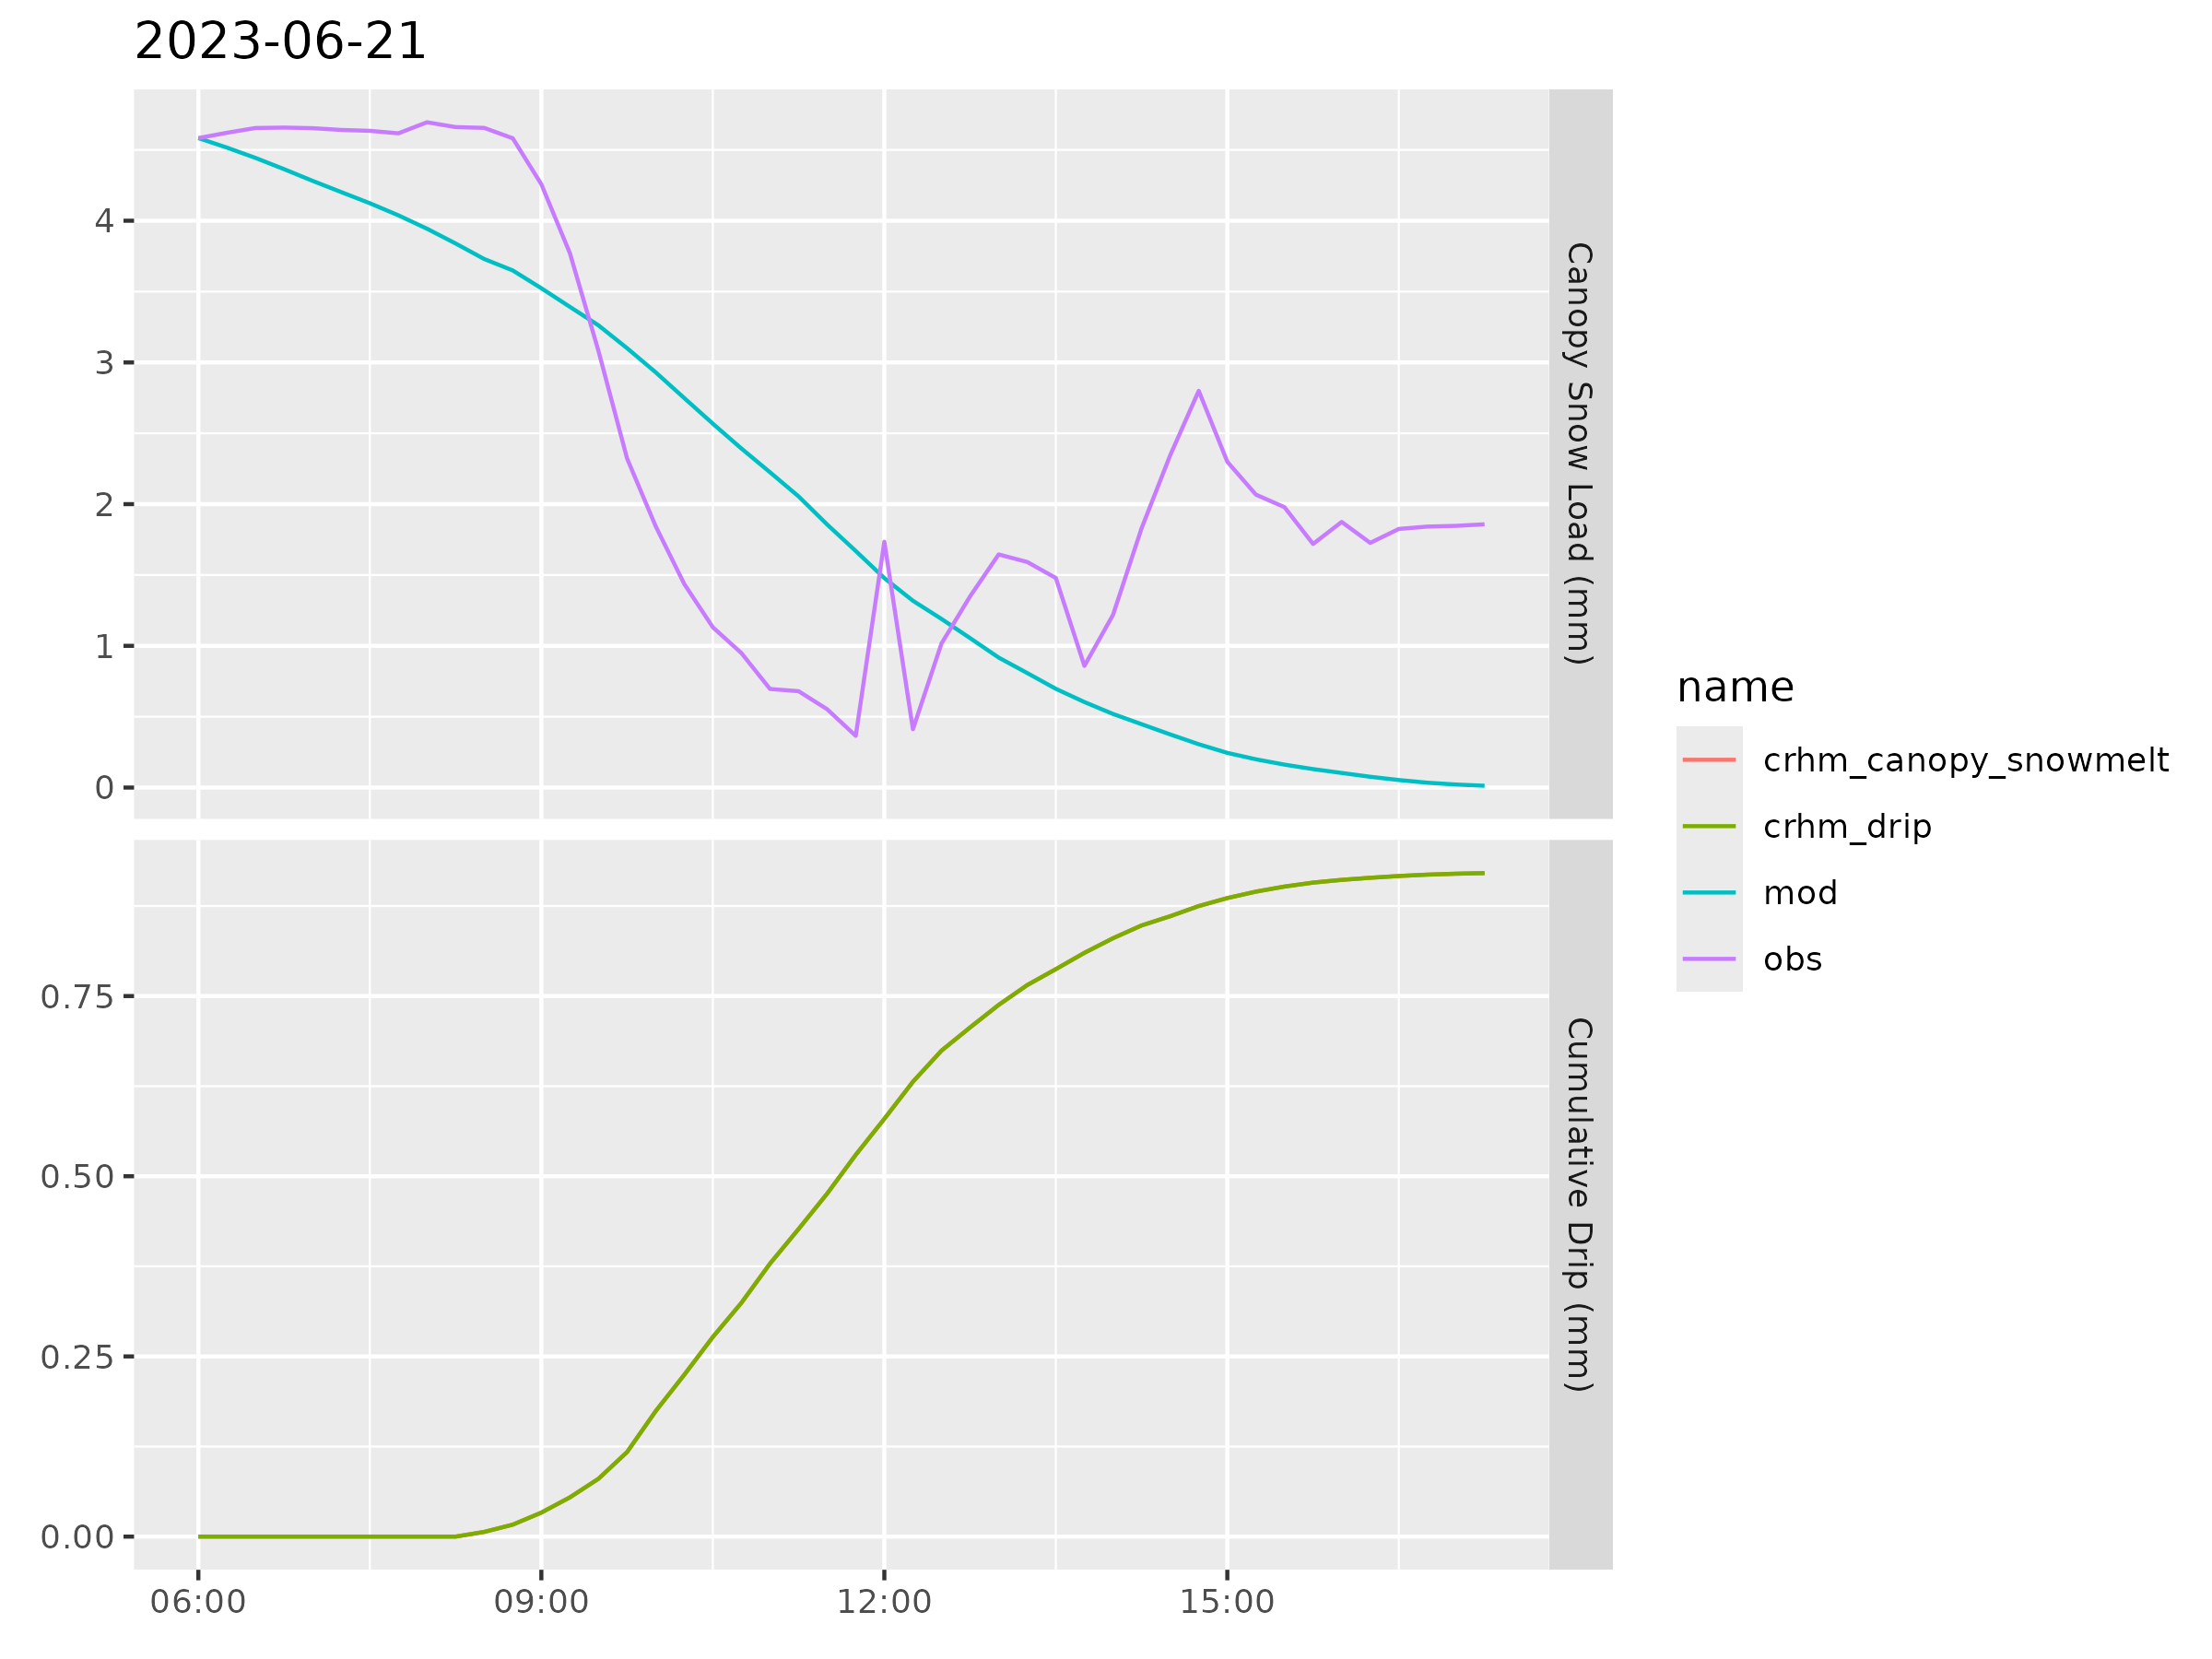 2023-06-21
4
3
2
1
0
Canopy Snow Load (mm)
0.75
0.50
0.25
0.00
Cumulative Drip (mm)
06:00 09:00 12:00 15:00
name
crhm_canopy_snowmelt
crhm_drip
mod
obs